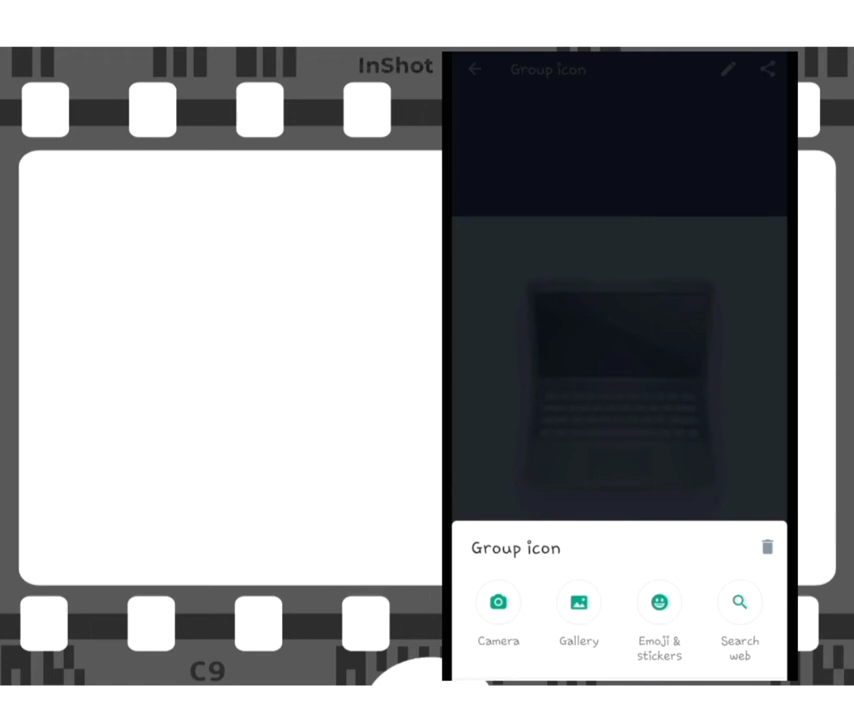 InShot
Group icon
Group icon
Camera
Gallery
Emoji &
stickers
Search
web
C9